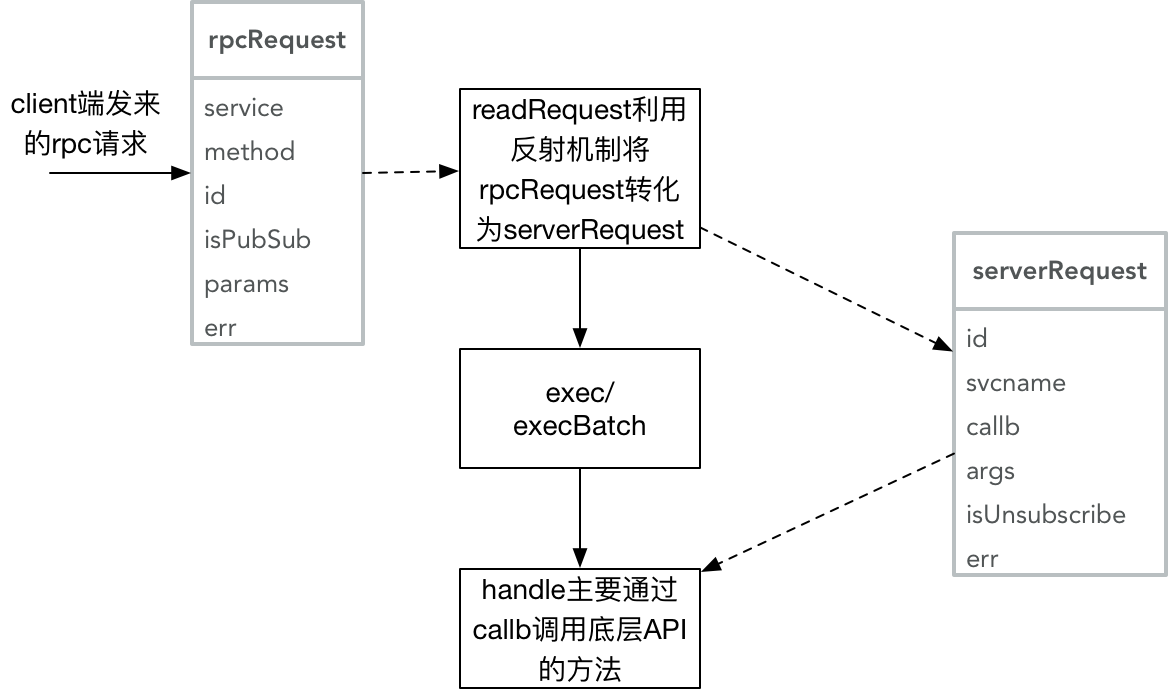 client端发来
的rpc请求
rpcRequest
service
method
id
isPubSub
params
err
readRequest利用
反射机制将
rpcRequest转化
为serverRequest
exec/
execBatch
handle主要通过
callb调用底层API
的方法
serverRequest
id
svcname
callb
args
isUnsubscribe
err